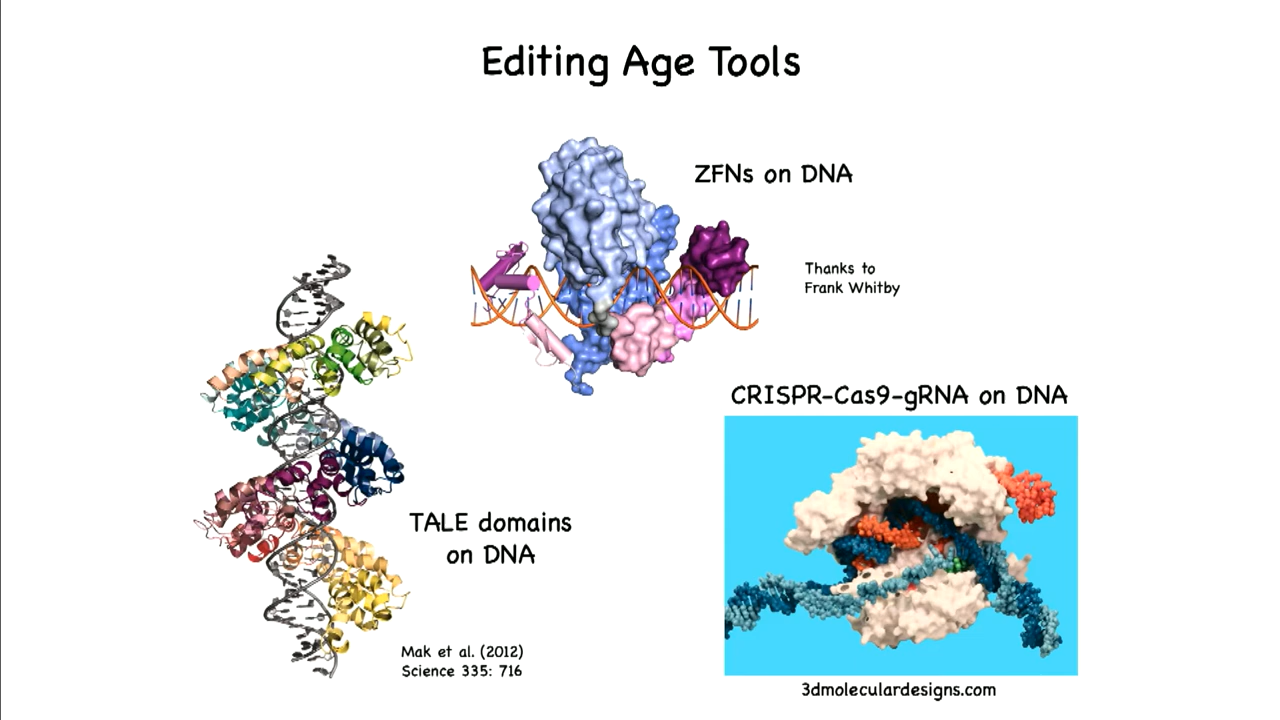 Editing Age Tools
ZFNs on DNA
Thanks to
Frank Whitby
CRISPR-Cas9-gRNA on DNA
TALE domains
on DNA
Mak et al. (2012)
Science 335: 716
3dmoleculardesigns.com